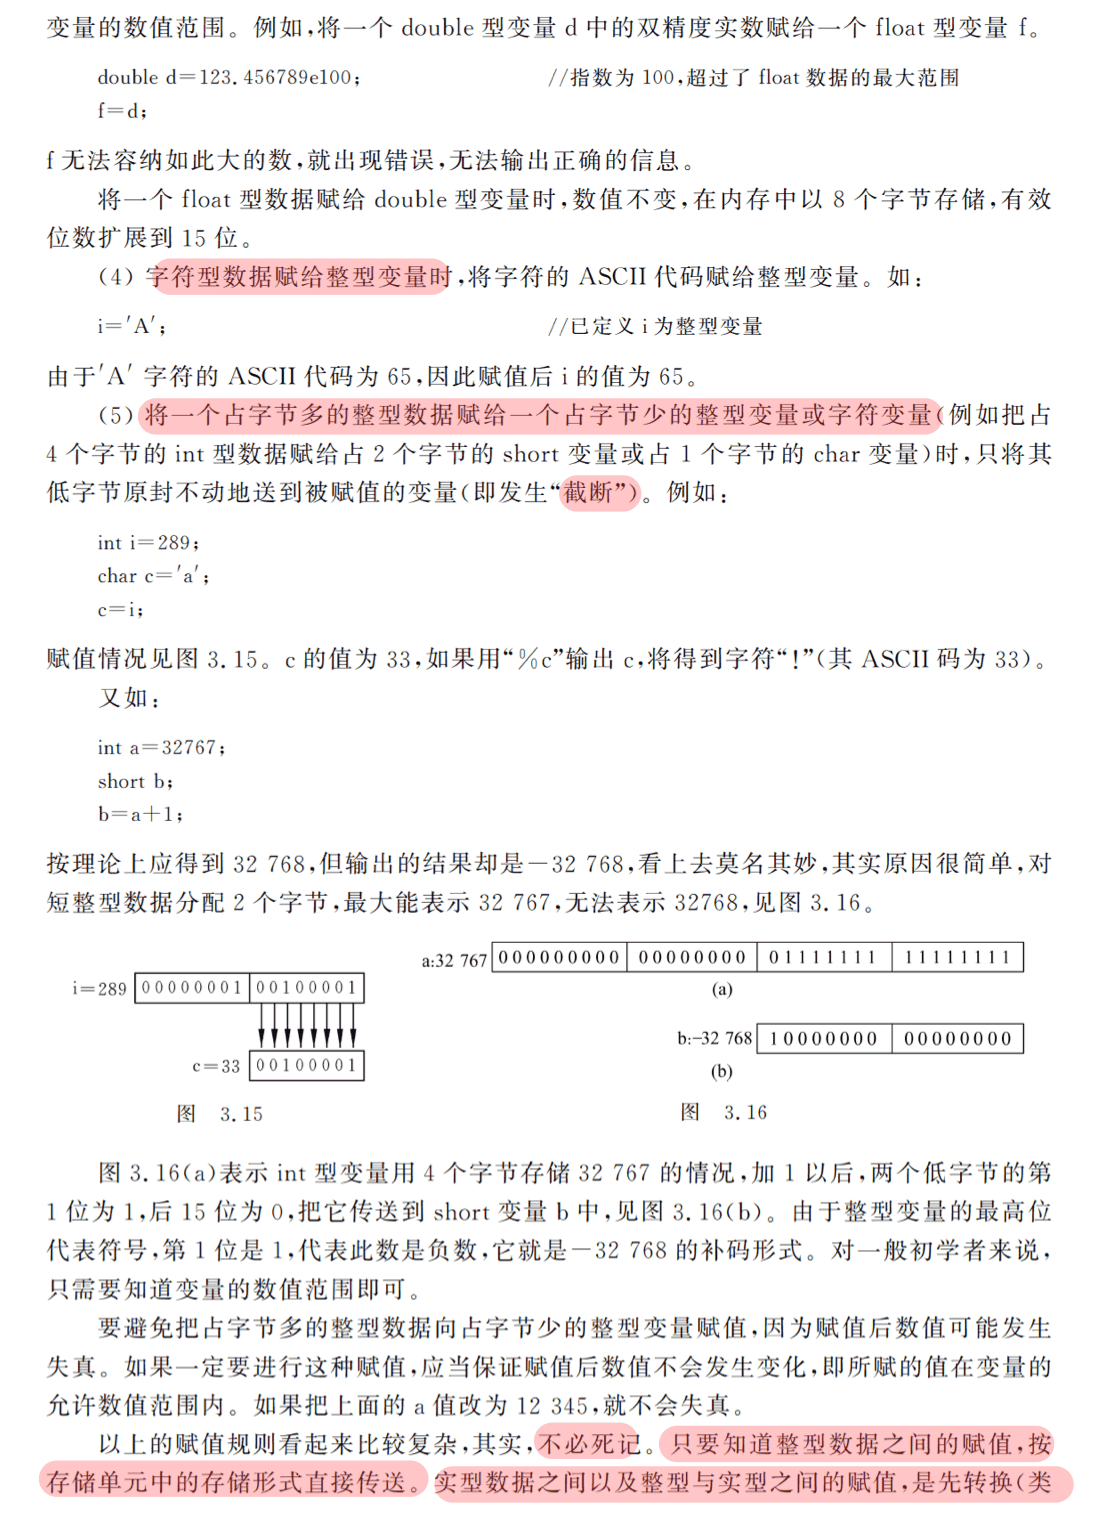 变量的数值范围。例如,将一个 double 型变量 d 中的双精度实数赋给一个 float 型变量 f。
double d=123.456789e100; //指数为 100,超过了 float 数据的最大范围
f=d;
f 无法容纳如此大的数,就出现错误,无法输出正确的信息。
将一个 float 型数据赋给 double 型变量时,数值不变,在内存中以 8 个字节存储,有效
位数扩展到 15 位。
(4) 字符型数据赋给整型变量时,将字符的 ASCII 代码赋给整型变量。如:
i='A'; //已定义 i 为整型变量
由于'A' 字符的 ASCII 代码为 65,因此赋值后 i 的值为 65。
(5) 将一个占字节多的整型数据赋给一个占字节少的整型变量或字符变量(例如把占
4 个字节的 int 型数据赋给占 2 个字节的 short 变量或占 1 个字节的 char 变量)时,只将其
低字节原封不动地送到被赋值的变量(即发生“截断”)。例如:
int i=289;
char c='a';
c=i;
赋值情况见图 3.15。c 的值为 33,如果用“%c”输出 c,将得到字符“!”(其 ASCII 码为 33)。
又如:
int a=32767;
short b;
b=a+1;
按理论上应得到 32 768,但输出的结果却是-32 768,看上去莫名其妙,其实原因很简单,对
短整型数据分配 2 个字节,最大能表示 32 767,无法表示 32768,见图 3.16。
i=289 00000001 00100001
c=33 00100001
图 3.15
a:32 767 000000000 00000000 01111111 11111111
(a)
b:-32 768 10000000 00000000
(b)
图 3.16
图 3.16(a)表示 int 型变量用 4 个字节存储 32 767 的情况,加 1 以后,两个低字节的第
1 位为 1,后 15 位为 0,把它传送到 short 变量 b 中,见图 3.16(b)。由于整型变量的最高位
代表符号,第 1 位是 1,代表此数是负数,它就是-32 768 的补码形式。对一般初学者来说,
只需要知道变量的数值范围即可。
要避免把占字节多的整型数据向占字节少的整型变量赋值,因为赋值后数值可能发生
失真。如果一定要进行这种赋值,应当保证赋值后数值不会发生变化,即所赋的值在变量的
允许数值范围内。如果把上面的 a 值改为 12 345,就不会失真。
以上的赋值规则看起来比较复杂,其实,不必死记。只要知道整型数据之间的赋值,按
存储单元中的存储形式直接传送。实型数据之间以及整型与实型之间的赋值,是先转换(类